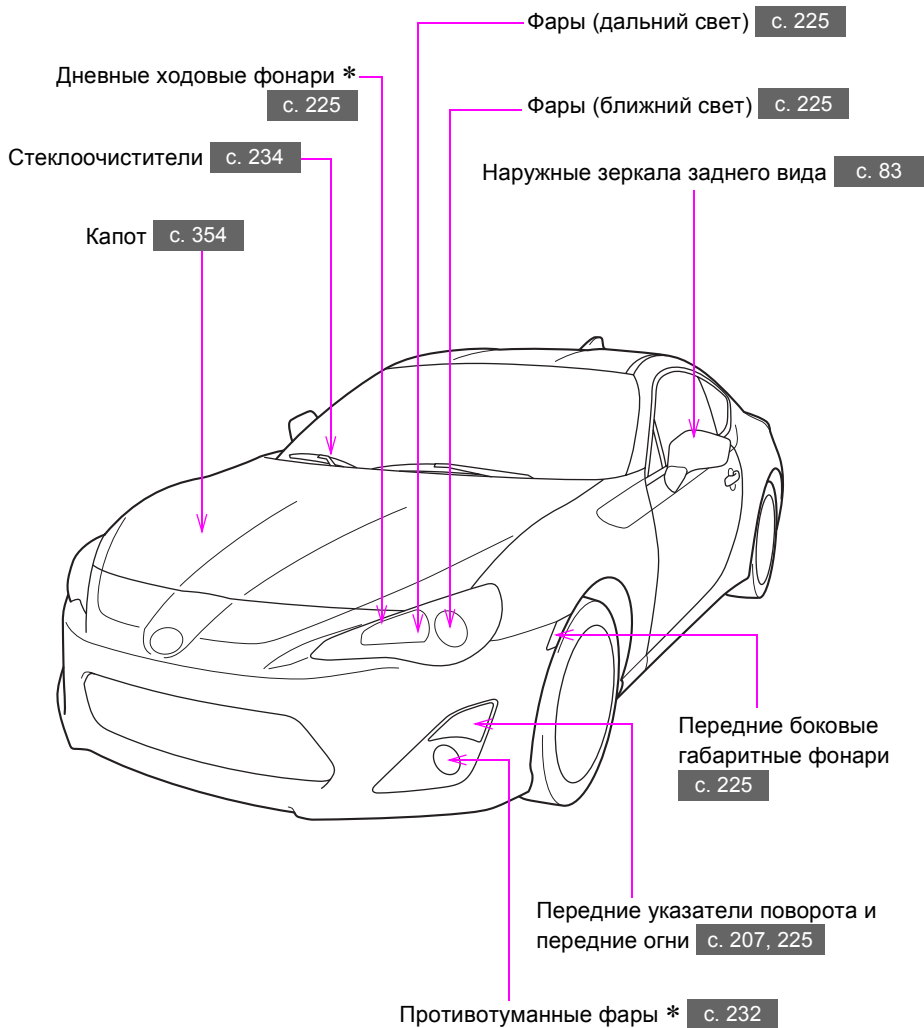 Фары (дальний свет) с. 225
Дневные ходовые фонари *
с. 225
Фары (ближний свет) с. 225
Стеклоочистители с. 234
Наружные зеркала заднего вида с. 83
Капот с. 354
Передние боковые
габаритные фонари
с. 225
Передние указатели поворота и
передние огни с. 207, 225
Противотуманные фары * с. 232